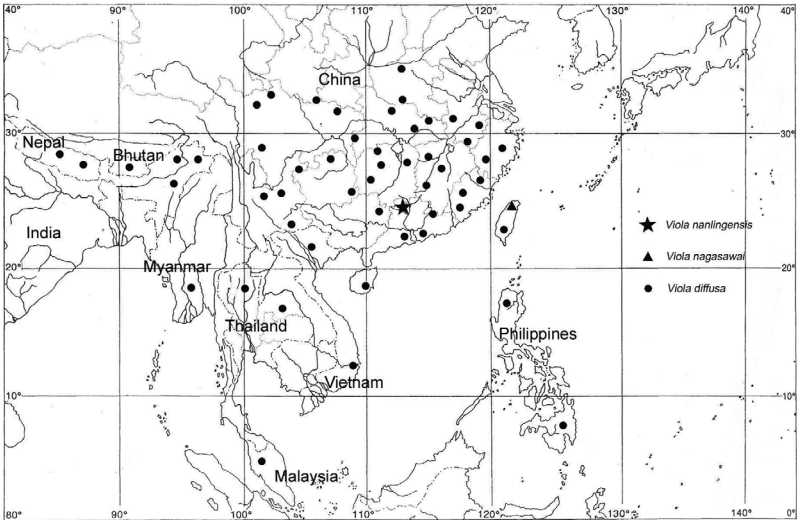 40° 90° 100° 110° 120° 130° 140° 40°
China
30° 30°
Nepal
Bhutan
India
Viola nanlingensis
Viola nagasawai
Myanmar
20° 20°
Viola diffusa
Thailand
Philippines
Vietnam
10° 10°
Malaysia
80° 90° 100° 110° 120° 130° 140° 0°